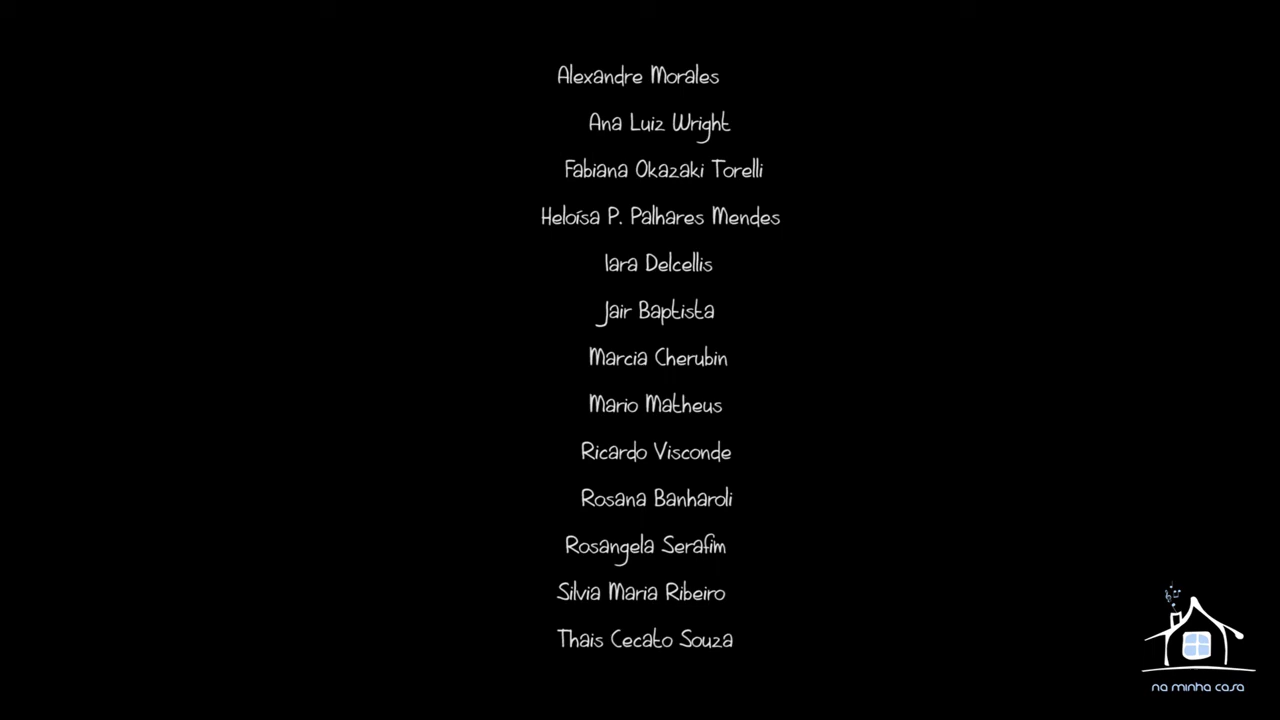 Alexandre Morales
Ana Luiz Wright
Fabiana Okazaki Torelli
Heloísa P. Palhares Mendes
Iara Delcellis
Jair Baptista
Marcia Cherubin
Mario Matheus
Ricardo Visconde
Rosana Banharoli
Rosangela Serafim
Silvia Maria Ribeiro
Thais Cecato Souza
na minha casa